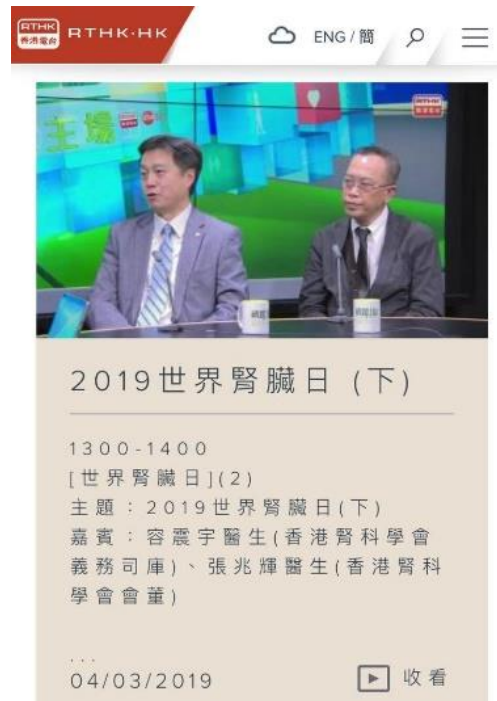 RTHK
香港電台
RTHK·HK
ENG / 簡
主場
RTHK
2019世界腎臟日 (下)
1300-1400
[世界腎臟日](2)
主題：2019世界腎臟日(下)
嘉賓：容震宇醫生(香港腎科學會
義務司庫)、張兆輝醫生(香港腎科
學會會董)
...
04/03/2019
收看